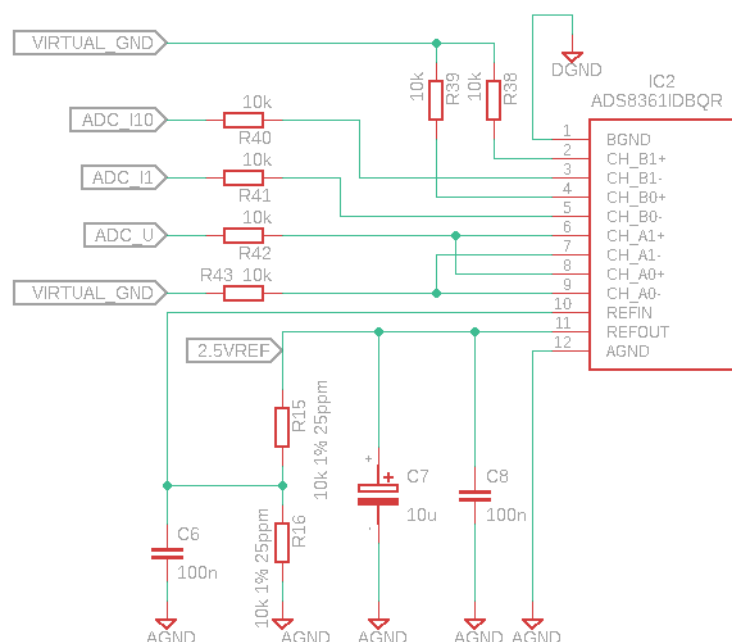 VIRTUAL_GND
DGND
10k
R39
10k
R38
IC2
ADS8361IDBQR
ADC_I10
10k
R40
ADC_I1
10k
R41
ADC_U
10k
R42
VIRTUAL_GND
R43 10k
1 BGND
2 CH_B1+
3 CH_B1-
4 CH_B0+
5 CH_B0-
6 CH_A1+
7 CH_A1-
8 CH_A0+
9 CH_A0-
10 REFIN
11 REFOUT
12 AGND
2.5VREF
R15
10k 1% 25ppm
R16
10k 1% 25ppm
+
+
C7
10u
-
C8
100n
C6
100n
AGND
AGND
AGND
AGND
AGND